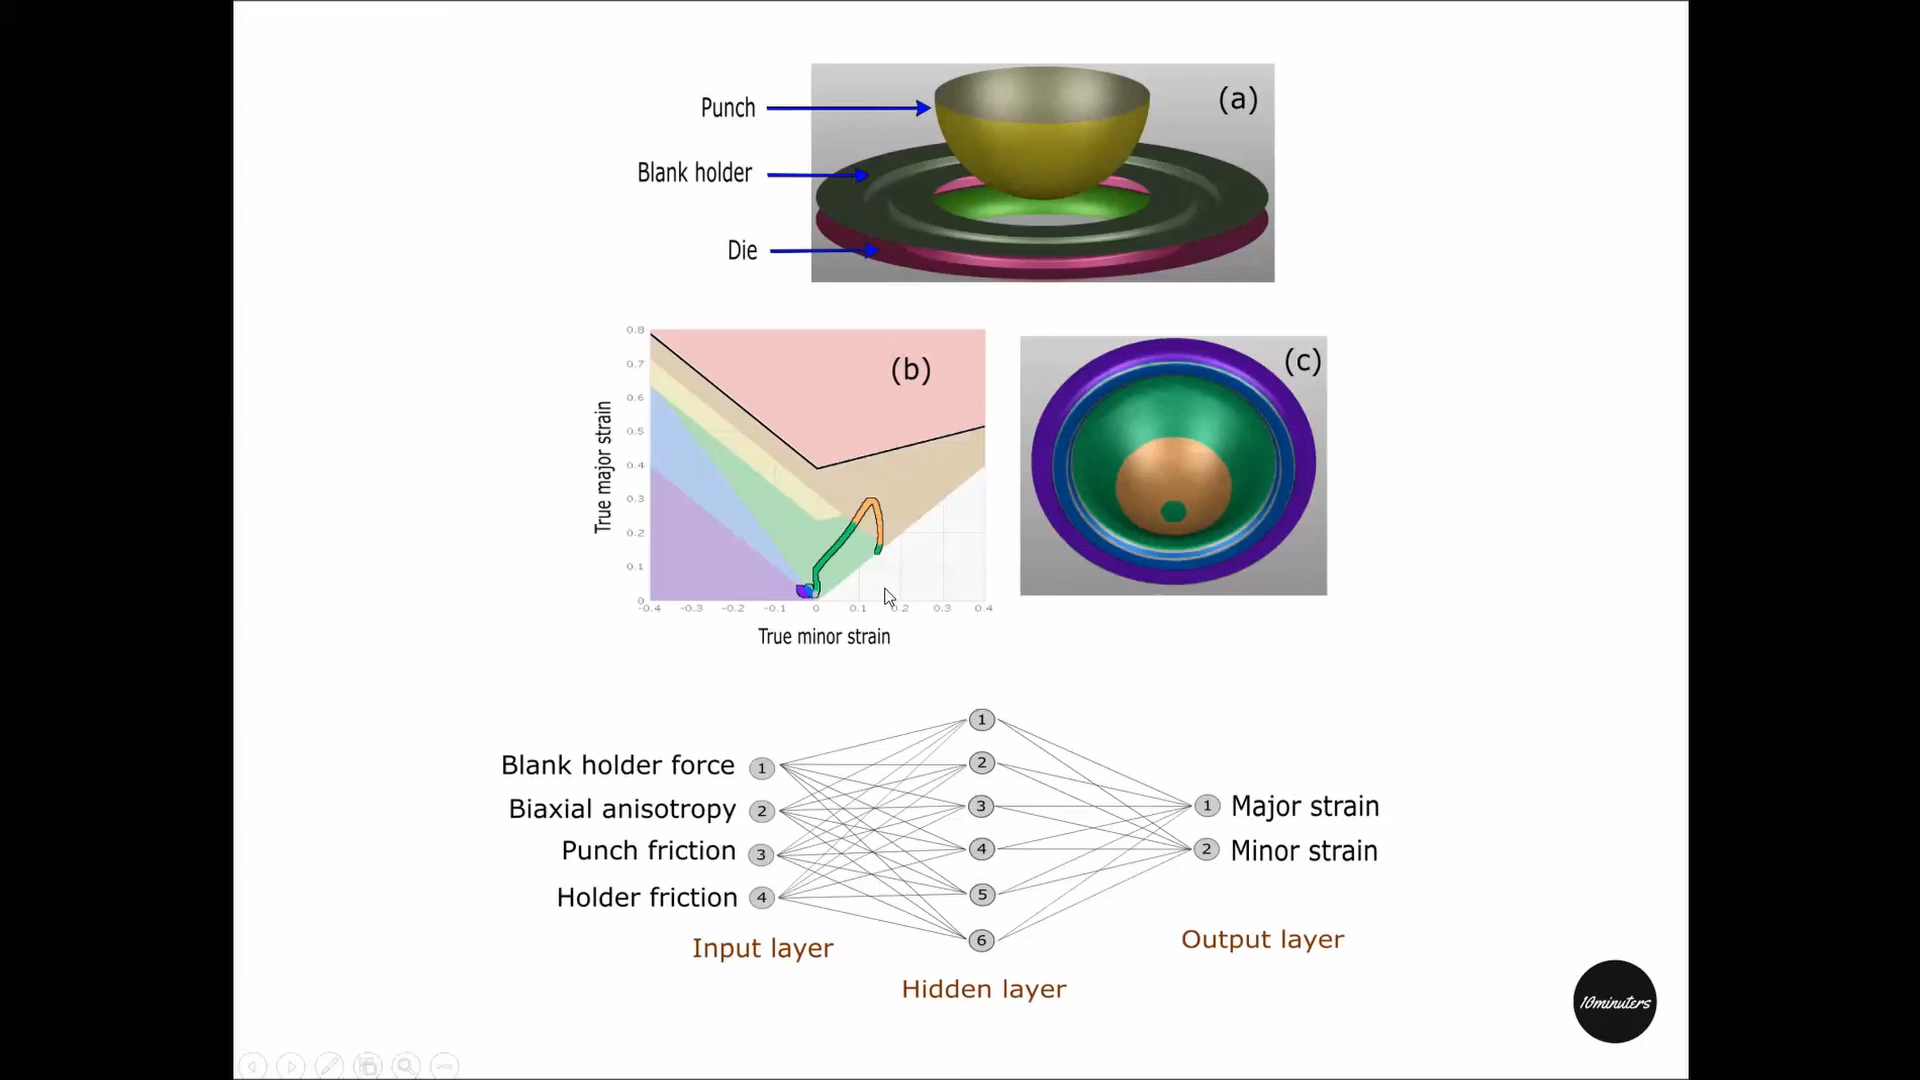 (a)
Punch
Blank holder
Die
(b)
(c)
True major strain
0.8
0.7
0.6
0.5
0.4
0.3
0.2
0.1
0
-0.4 -0.3 -0.2 -0.1 0 0.1 0.2 0.3 0.4
True minor strain
Blank holder force 1
Biaxial anisotropy 2
Punch friction 3
Holder friction 4
Input layer
1
2
3
4
5
6
Hidden layer
1 Major strain
2 Minor strain
Output layer
10minuters